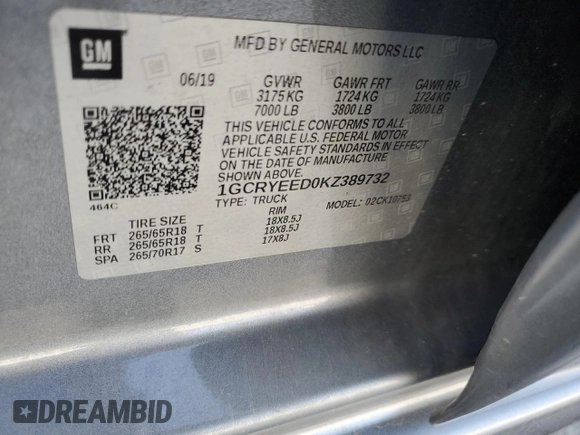 GM
MFD BY GENERAL MOTORS LLC
06/19 GVWR GAWR FRT GAWR RR
3175 KG 1724 KG 1724 KG
7000 LB 3800 LB 3800 LB
THIS VEHICLE CONFORMS TO ALL
APPLICABLE U.S. FEDERAL MOTOR
VEHICLE SAFETY STANDARDS IN EFFECT
ON THE DATE OF MANUFACTURE
SHOWN ABOVE.
1GCRYEED0KZ389732
464C
TYPE: TRUCK MODEL: 02CK10753
TIRE SIZE RIM
FRT 265/65R18 T 18X8.5J
RR 265/65R18 T 18X8.5J
SPA 265/70R17 S 17X8J
DREAMBID